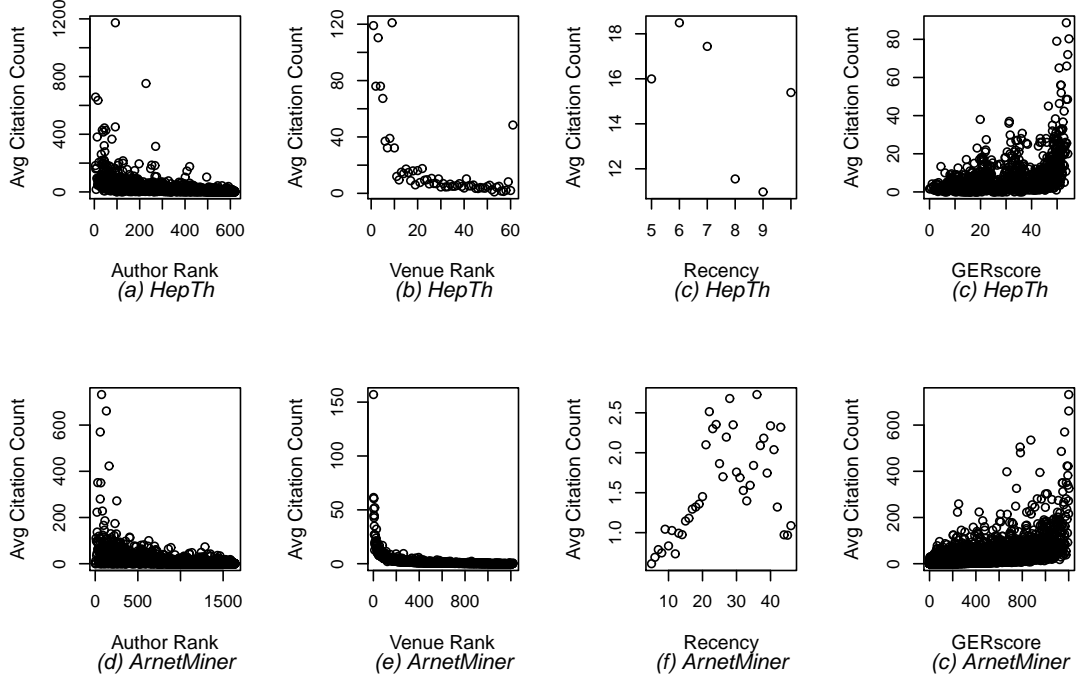 Avg Citation Count
0 400 800 1200
0 200 400 600
Author Rank
(a) HepTh
Avg Citation Count
0 40 80 120
0 20 40 60
Venue Rank
(b) HepTh
Avg Citation Count
12 14 16 18
5 6 7 8 9
Recency
(c) HepTh
Avg Citation Count
0 20 40 60 80
0 20 40
GERscore
(c) HepTh
Avg Citation Count
0 200 400 600
0 500 1500
Author Rank
(d) ArnetMiner
Avg Citation Count
0 50 100 150
0 400 800
Venue Rank
(e) ArnetMiner
Avg Citation Count
1.0 1.5 2.0 2.5
10 20 30 40
Recency
(f) ArnetMiner
Avg Citation Count
0 200 400 600
0 400 800
GERscore
(c) ArnetMiner